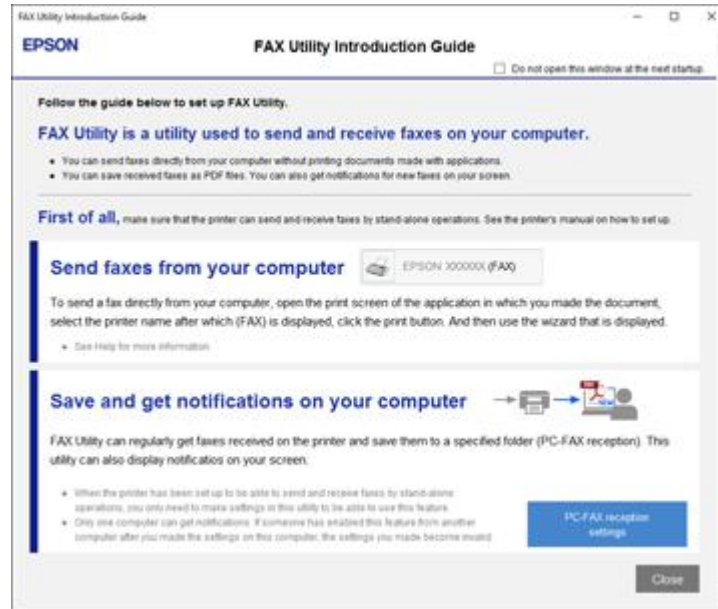 FAX Utility Introduction Guide
EPSON
FAX Utility Introduction Guide
Do not open this window at the next startup.
Follow the guide below to set up FAX Utility.
FAX Utility is a utility used to send and receive faxes on your computer.
• You can send faxes directly from your computer without printing documents made with applications.
• You can save received faxes as PDF files. You can also get notifications for new faxes on your screen.
First of all, make sure that the printer can send and receive faxes by stand-alone operations. See the printer's manual on how to set up.
Send faxes from your computer
EPSON XXXXXX (FAX)
To send a fax directly from your computer, open the print screen of the application in which you made the document,
select the printer name after which (FAX) is displayed, click the print button. And then use the wizard that is displayed.
• See Help for more information.
Save and get notifications on your computer
PDF
NEW
FAX Utility can regularly get faxes received on the printer and save them to a specified folder (PC-FAX reception). This
utility can also display notificatios on your screen.
• When the printer has been set up to be able to send and receive faxes by stand-alone
operations, you only need to make settings in this utility to be able to use this feature.
• Only one computer can get notifications. If someone has enabled this feature from another
computer after you made the settings on this computer, the settings you made become invalid.
PC-FAX reception
settings
Close